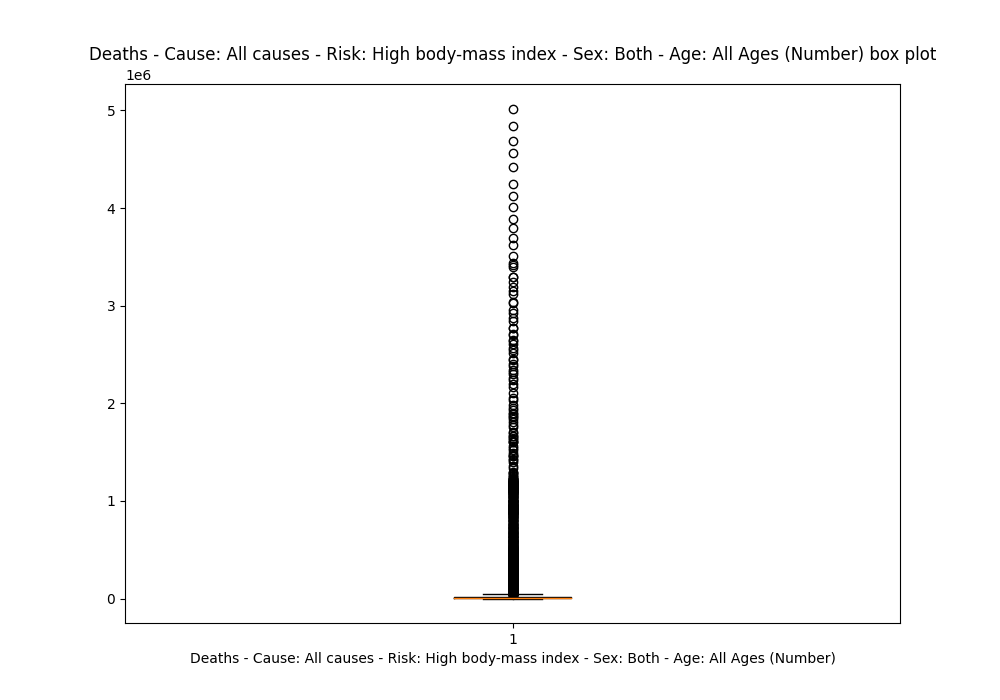 Deaths - Cause: All causes - Risk: High body-mass index - Sex: Both - Age: All Ages (Number) box plot
1e6
5
4
3
2
1
0
1
Deaths - Cause: All causes - Risk: High body-mass index - Sex: Both - Age: All Ages (Number)